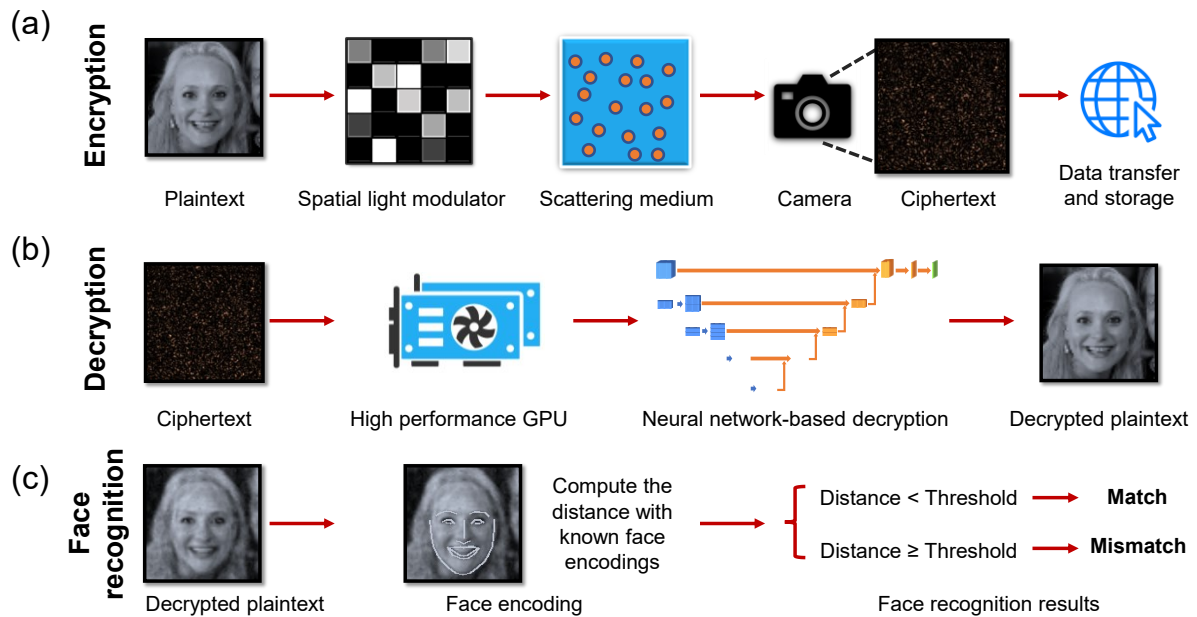 (a)
Encryption
Plaintext
Spatial light modulator
Scattering medium
Camera
Ciphertext
Data transfer
and storage
(b)
Decryption
Ciphertext
High performance GPU
Neural network-based decryption
Decrypted plaintext
(c)
Face
recognition
Decrypted plaintext
Face encoding
Compute the
distance with
known face
encodings
Distance < Threshold
Match
Distance ≥ Threshold
Mismatch
Face recognition results